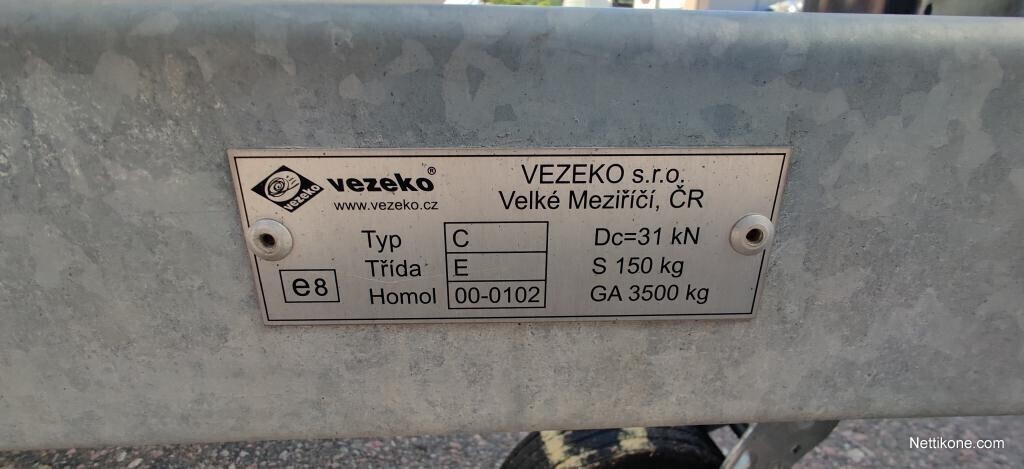 vezeko®
vezeko
www.vezeko.cz
VEZEKO s.r.o.
Velké Meziříčí, ČR
Typ C Dc=31 kN
Třída E S 150 kg
e8 Homol 00-0102 GA 3500 kg
Nettikone.com